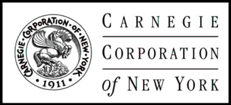 CARNEGIE·CORPORATION·OF·NEW·YORK
·1911·
CARNEGIE
CORPORATION
of NEW YORK